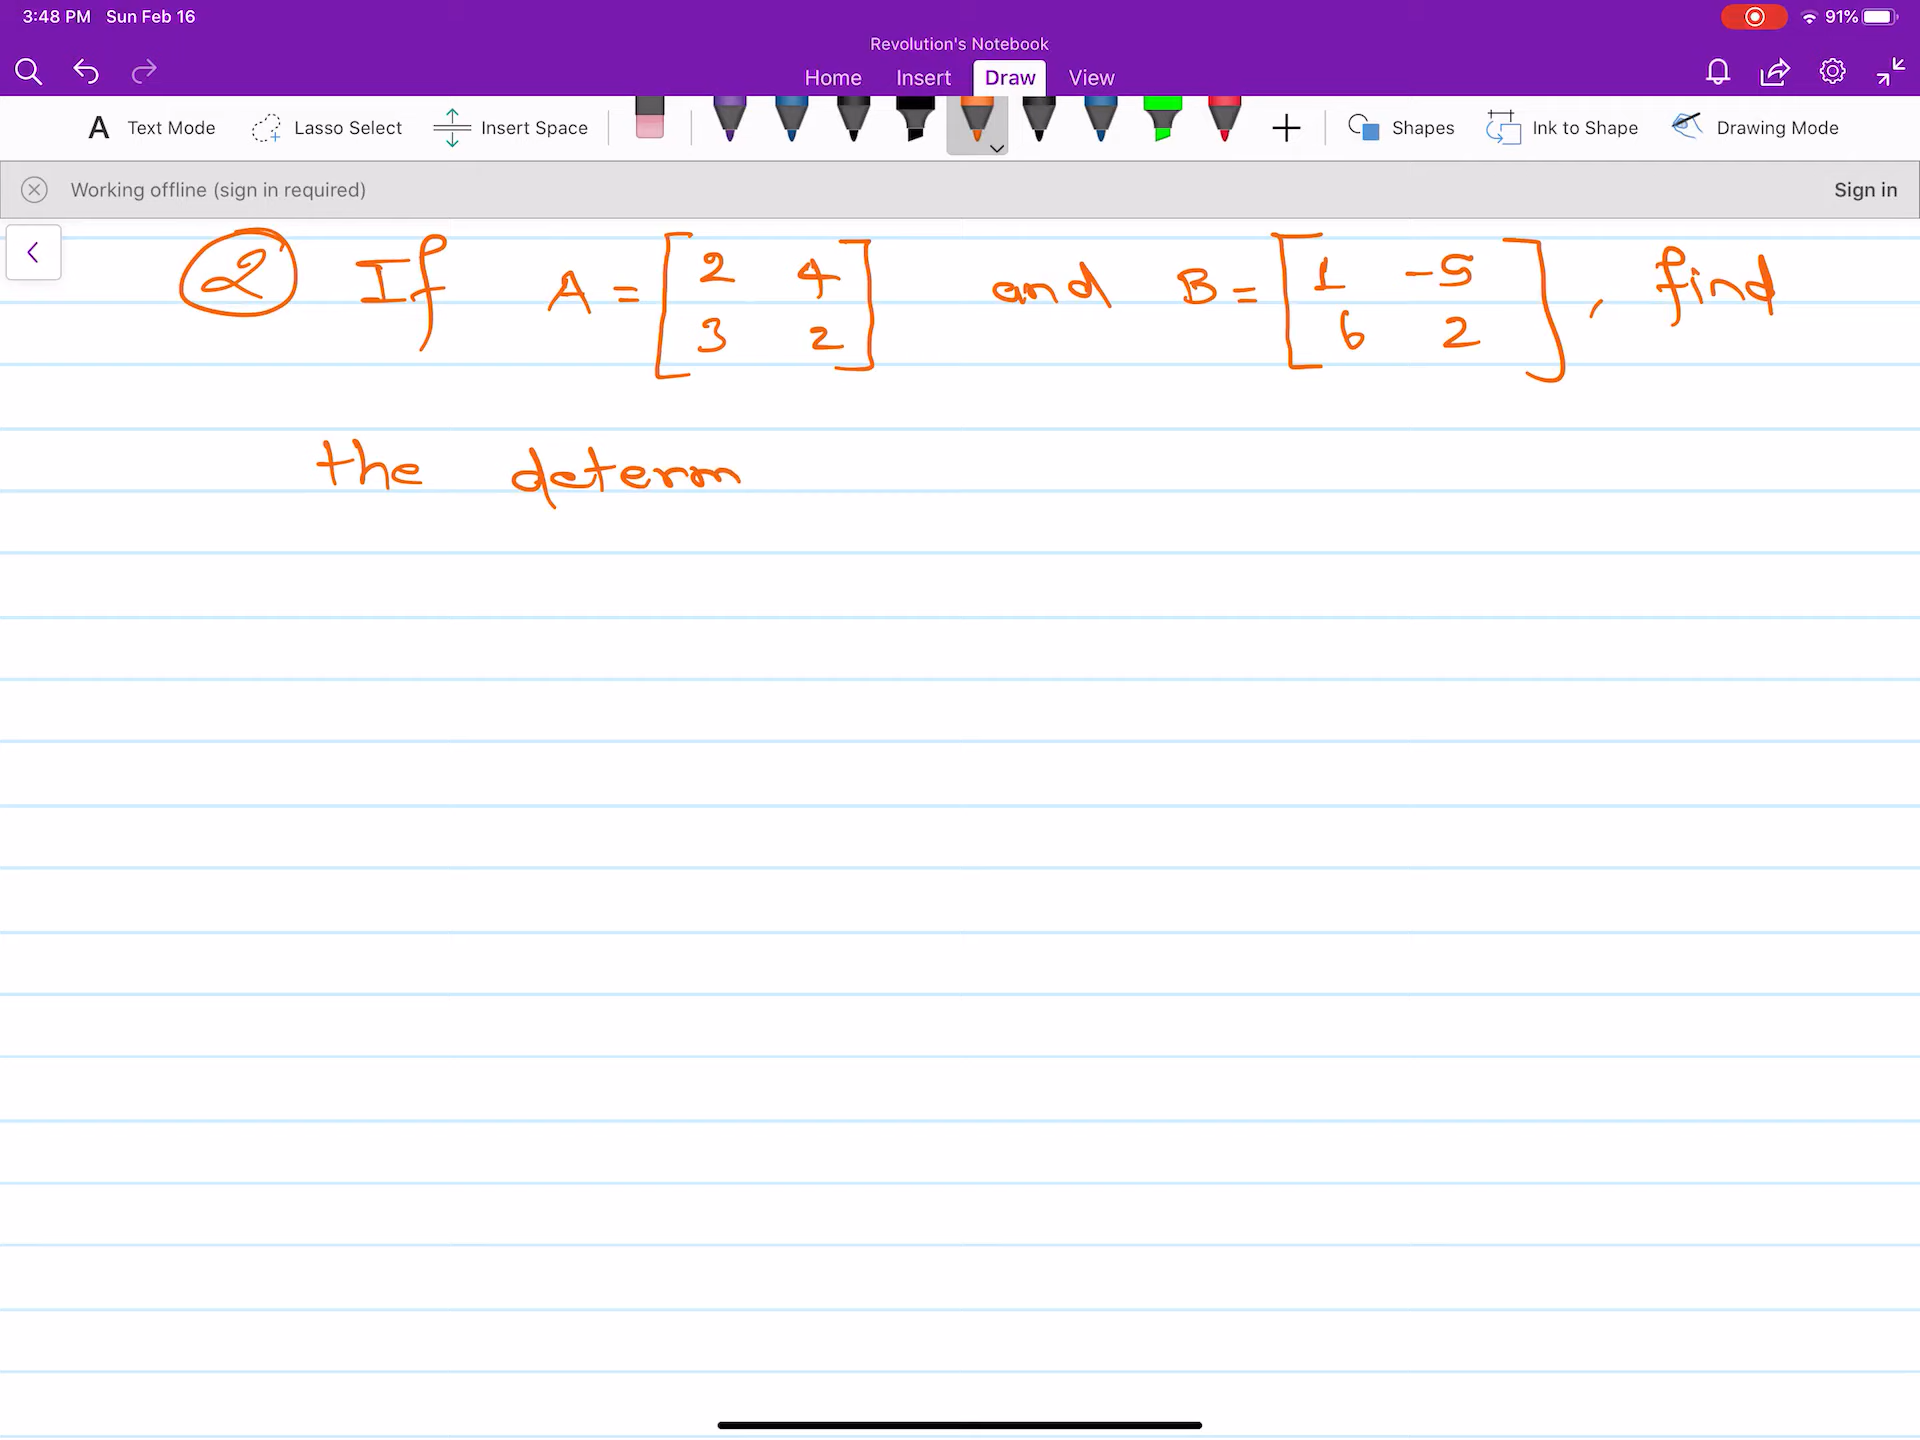 3:48 PM Sun Feb 16 91%
Revolution's Notebook
Home Insert Draw View
A Text Mode Lasso Select Insert Space Shapes Ink to Shape Drawing Mode
Working offline (sign in required) Sign in
2 If A = [2 4 and B = [1 -5 , find
3 2] 6 2]
the determ